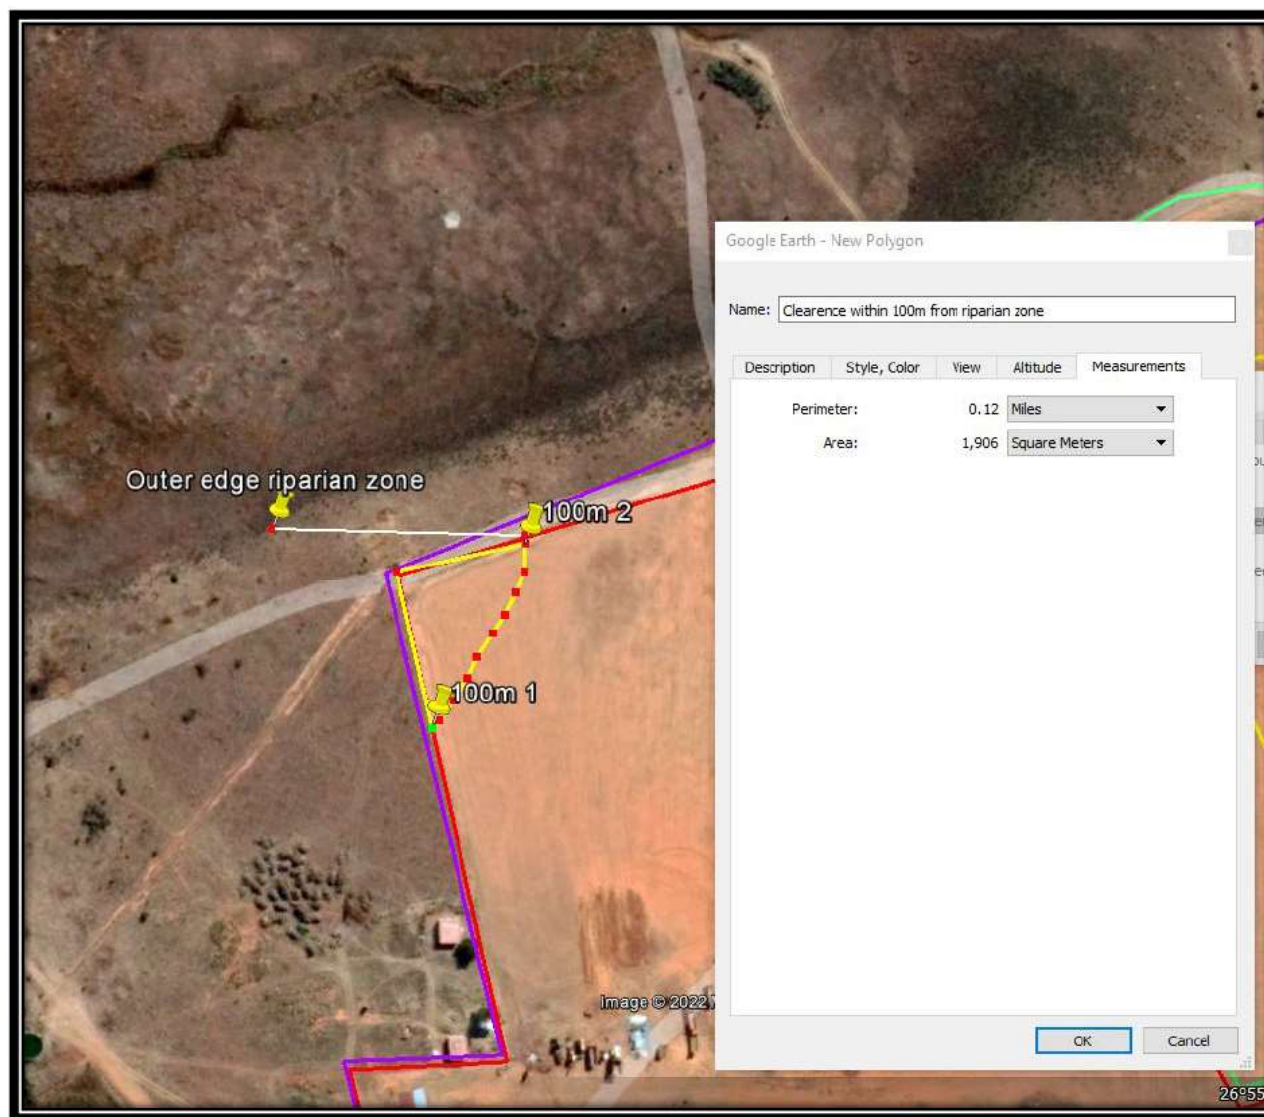 Google Earth - New Polygon
Name: Clearence within 100m from riparian zone
Description Style, Color View Altitude Measurements
Perimeter: 0.12 Miles
Area: 1,906 Square Meters
Outer edge riparian zone
100m 2
100m 1
Image © 2022
OK Cancel
26°55